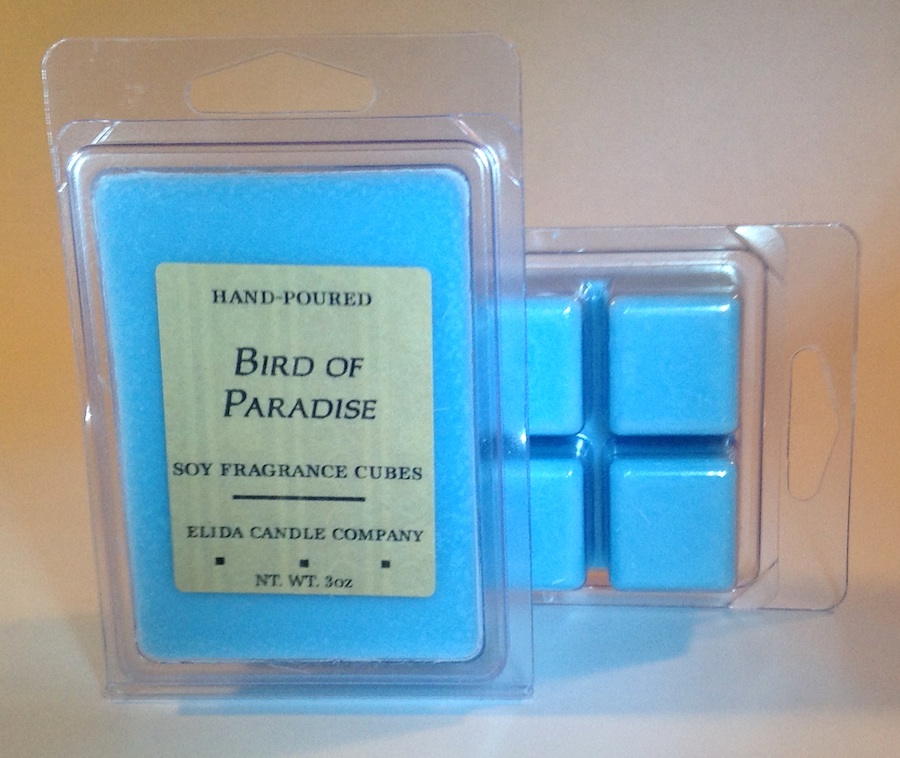 HAND-POURED
BIRD OF
PARADISE
SOY FRAGRANCE CUBES
ELIDA CANDLE COMPANY
NT. WT. 3oz